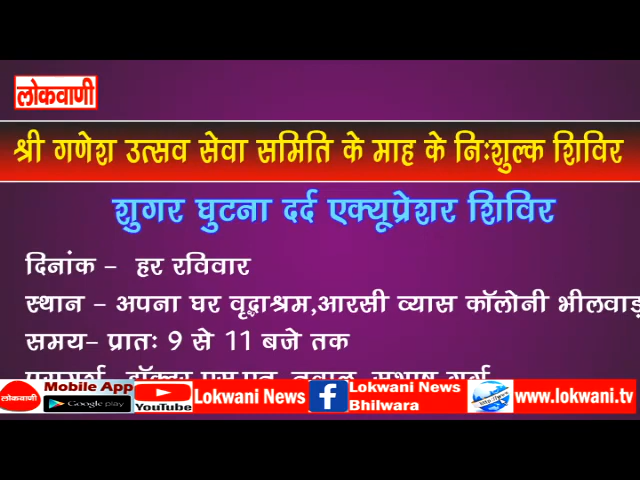 लोकवाणी
श्री गणेश उत्सव सेवा समिति के माह के निःशुल्क शिविर
शुगर घुटना दर्द एक्यूप्रेशर शिविर
दिनांक – हर रविवार
स्थान – अपना घर वृद्धाश्रम,आरसी व्यास कॉलोनी भीलवाड़
समय– प्रातः 9 से 11 बजे तक
लोकवाणी
Mobile App
Google play
YouTube
Lokwani News
Lokwani News
Bhilwara
www.lokwani.tv